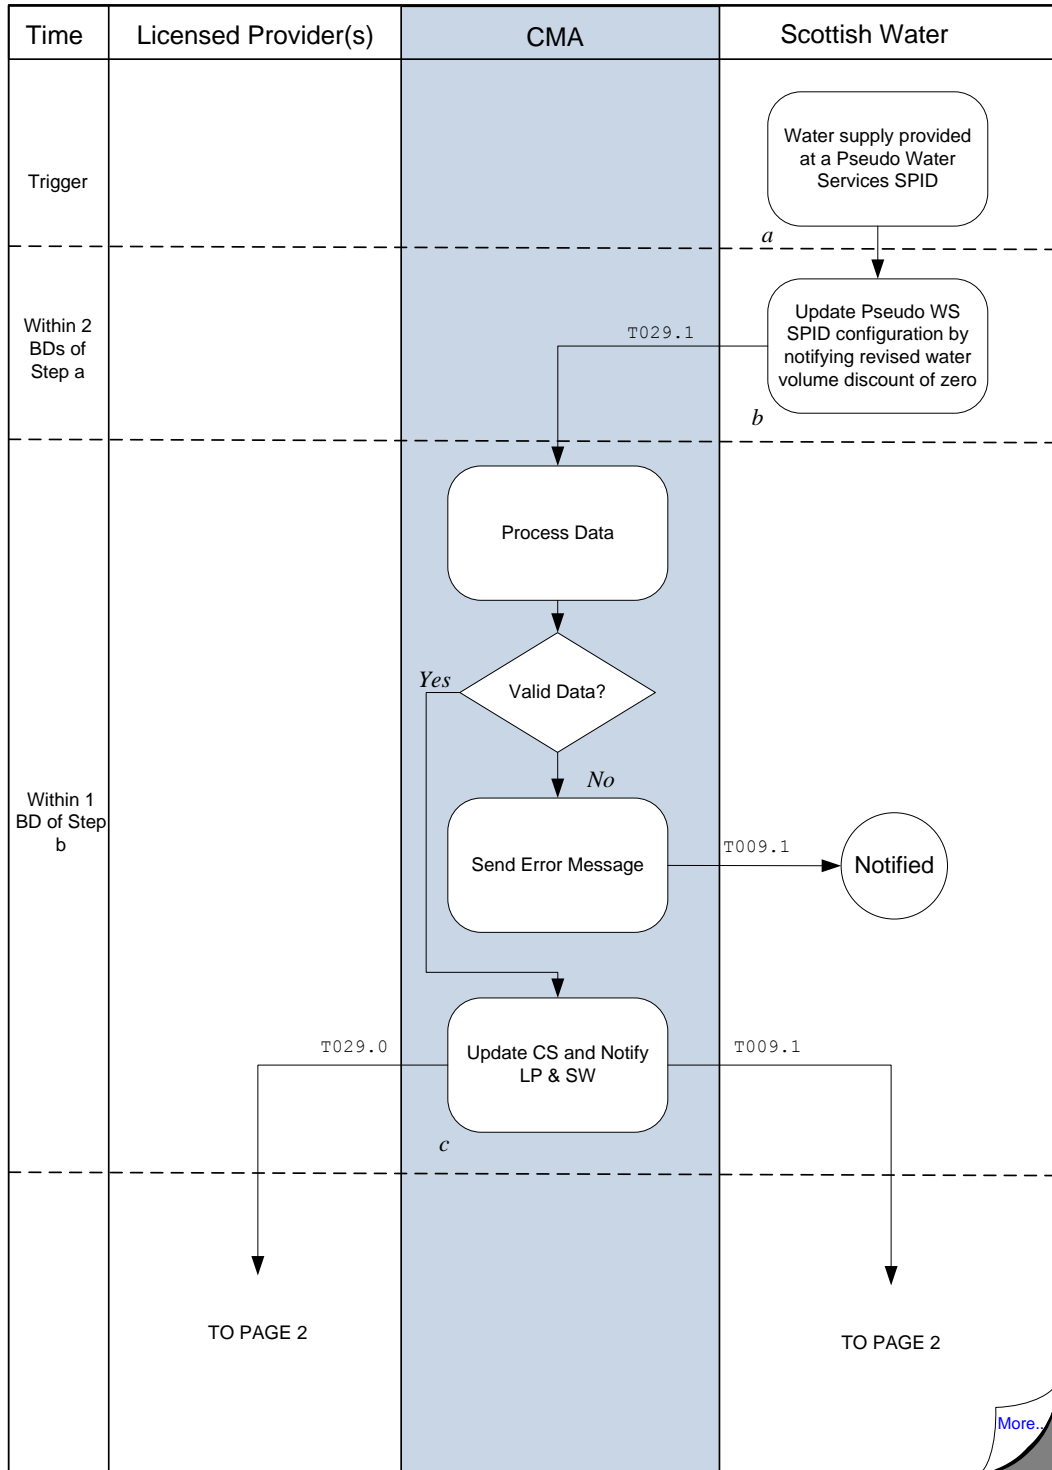 Time
Licensed Provider(s)
CMA
Scottish Water
Trigger
Water supply provided
at a Pseudo Water
Services SPID
a
Within 2
BDs of
Step a
T029.1
Update Pseudo WS
SPID configuration by
notifying revised water
volume discount of zero
b
Process Data
Yes
Valid Data?
No
Within 1
BD of Step
b
Send Error Message
T009.1
Notified
T029.0
Update CS and Notify
LP & SW
T009.1
c
TO PAGE 2
TO PAGE 2
More..